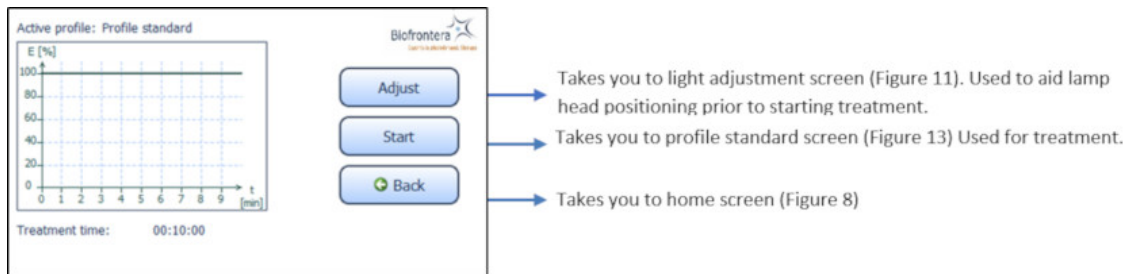 Active profile: Profile standard
Biofrontera
E [%]
100
80
60
40
20
0
0 1 2 3 4 5 6 7 8 9
t
[min]
Treatment time: 00:10:00
Adjust
Start
Back
Takes you to light adjustment screen (Figure 11). Used to aid lamp
head positioning prior to starting treatment.
Takes you to profile standard screen (Figure 13) Used for treatment.
Takes you to home screen (Figure 8)